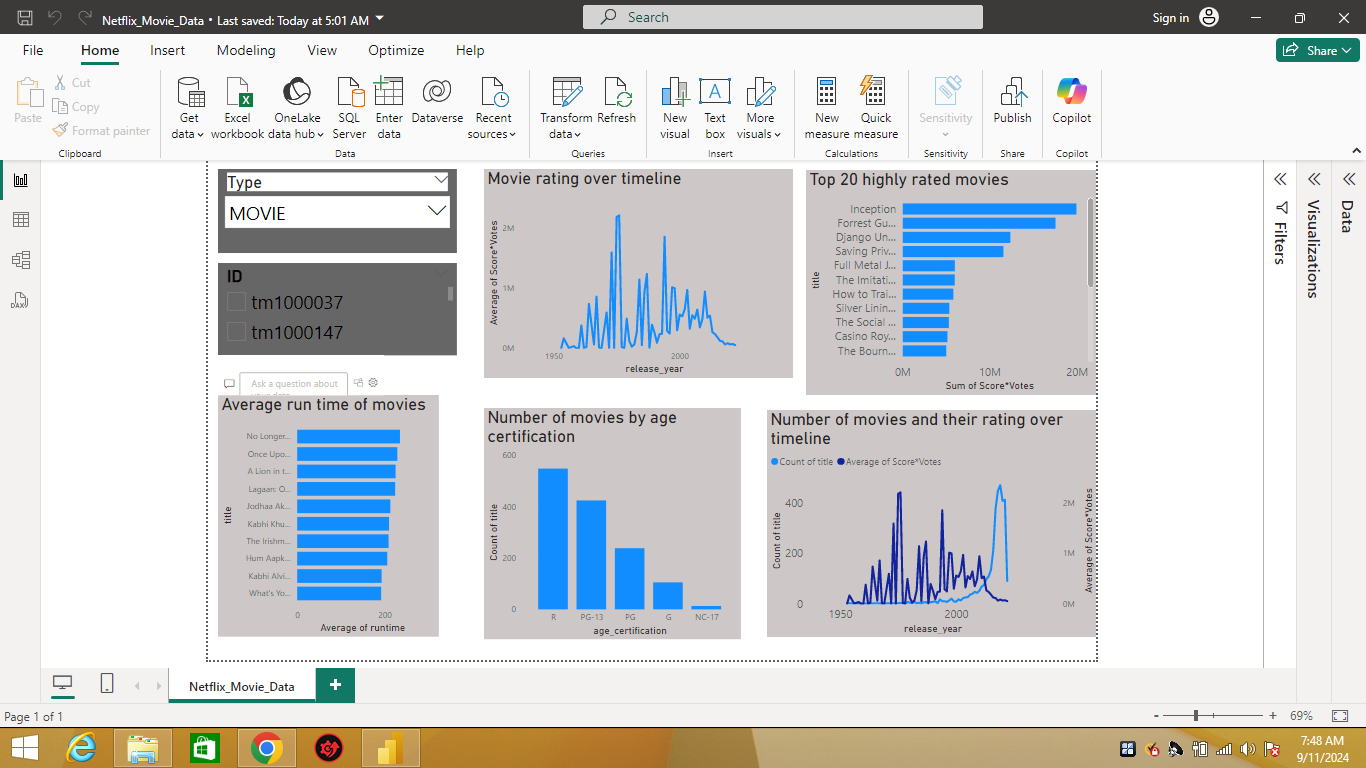 Netflix_Movie_Data • Last saved: Today at 5:01 AM
Search
Sign in
File Home Insert Modeling View Optimize Help
Share
Paste
Cut
Copy
Format painter
Clipboard
Get data
Excel workbook
OneLake data hub
SQL Server
Enter data
Dataverse
Recent sources
Data
Transform data
Refresh
Queries
New visual
Text box
More visuals
Insert
New measure
Quick measure
Calculations
Sensitivity
Sensitivity
Publish
Share
Copilot
Copilot
Type
MOVIE
ID
tm1000037
tm1000147
Ask a question about
Movie rating over timeline
Average of Score*Votes
2M
1M
0M
1950 2000
release_year
Top 20 highly rated movies
title
Inception
Forrest Gu...
Django Un...
Saving Priv...
Full Metal J...
The Imitati...
How to Trai...
Silver Linin...
The Social ...
Casino Roy...
The Bourn...
0M 10M 20M
Sum of Score*Votes
Average run time of movies
title
No Longer...
Once Upo...
A Lion in t...
Lagaan: O...
Jodhaa Ak...
Kabhi Khu...
The Irishm...
Hum Aapk...
Kabhi Alvi...
What's Yo...
0 200
Average of runtime
Number of movies by age
certification
Count of title
600
400
200
0
R PG-13 PG G NC-17
age_certification
Number of movies and their rating over
timeline
Count of title Average of Score*Votes
Count of title
400
200
0
2M
1M
0M
Average of Score*Votes
1950 2000
release_year
Filters
Visualizations
Data
Netflix_Movie_Data
Page 1 of 1
- + 69%
7:48 AM
9/11/2024